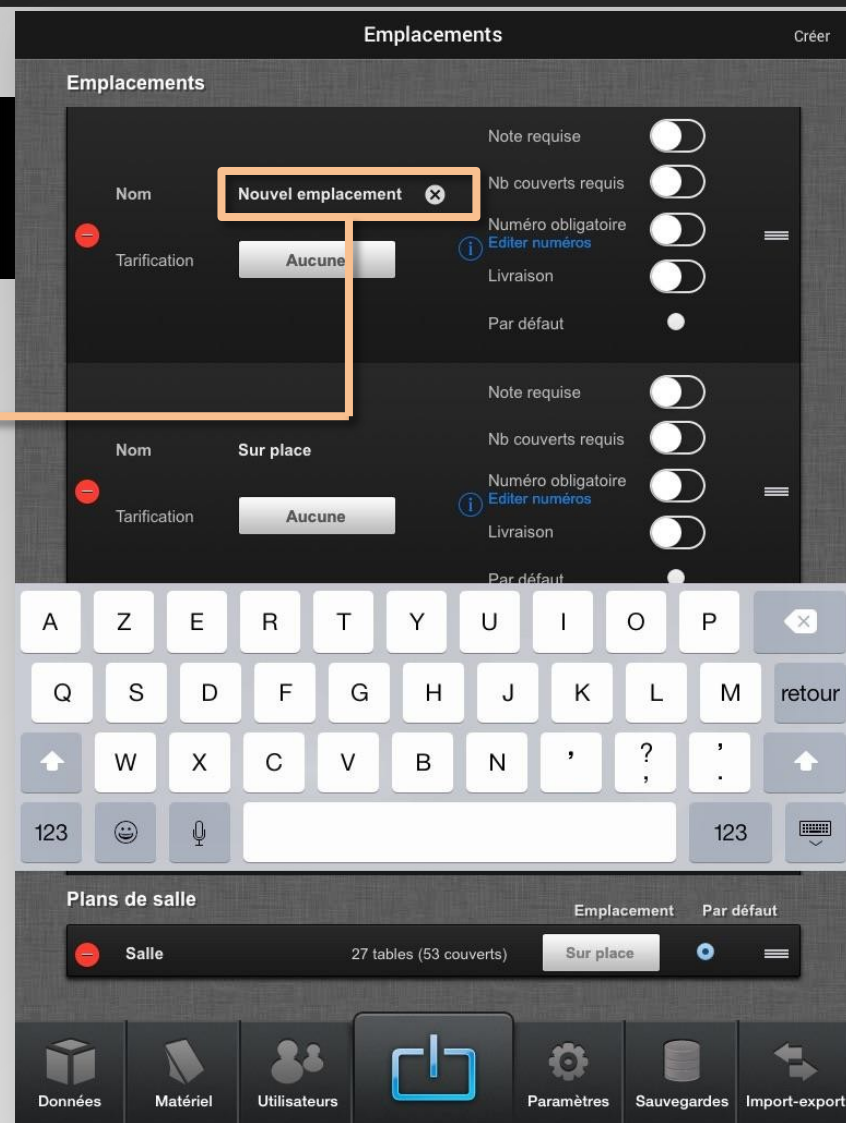 Emplacements
Créer
Emplacements
Note requise
Nom
Nouvel emplacement
Nb couverts requis
Numéro obligatoire
Editer numéros
Tarification
Aucune
Livraison
Par défaut
Note requise
Nom
Sur place
Nb couverts requis
Numéro obligatoire
Editer numéros
Tarification
Aucune
Livraison
Par défaut
A Z E R T Y U I O P
Q S D F G H J K L M retour
W X C V B N ' ? , ' .
123 123
Plans de salle
Emplacement Par défaut
Salle 27 tables (53 couverts) Sur place
Données Matériel Utilisateurs Paramètres Sauvegardes Import-export